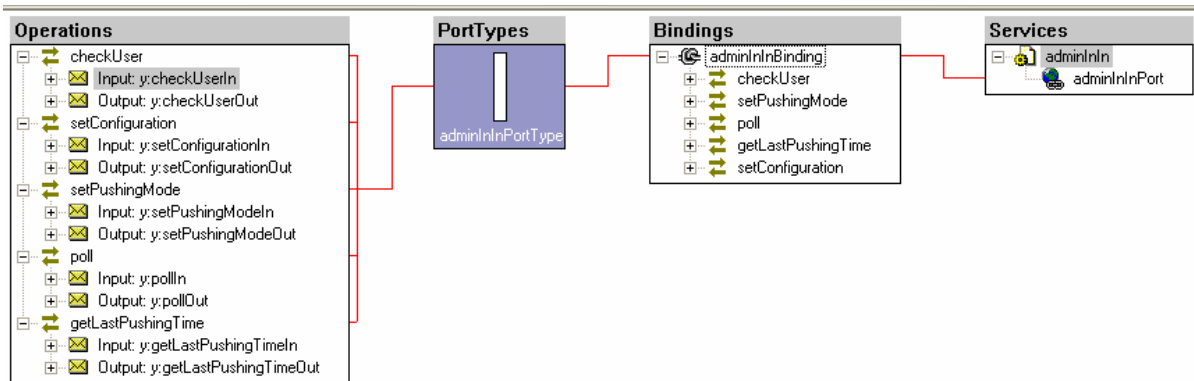 Operations
checkUser
Input: y:checkUserIn
Output: y:checkUserOut
setConfiguration
Input: y:setConfigurationIn
Output: y:setConfigurationOut
setPushingMode
Input: y:setPushingModeIn
Output: y:setPushingModeOut
poll
Input: y:pollIn
Output: y:pollOut
getLastPushingTime
Input: y:getLastPushingTimeIn
Output: y:getLastPushingTimeOut
PortTypes
adminInInPortType
Bindings
adminInInBinding
checkUser
setPushingMode
poll
getLastPushingTime
setConfiguration
Services
adminInIn
adminInInPort